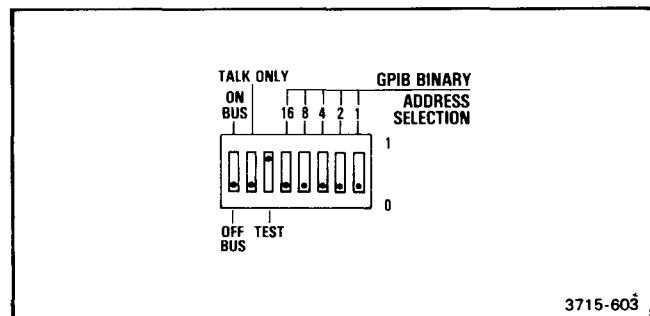 TALK ONLY
GPIB BINARY
ADDRESS
SELECTION
ON
BUS
16 8 4 2 1
1
0
OFF
BUS
TEST
3715-603